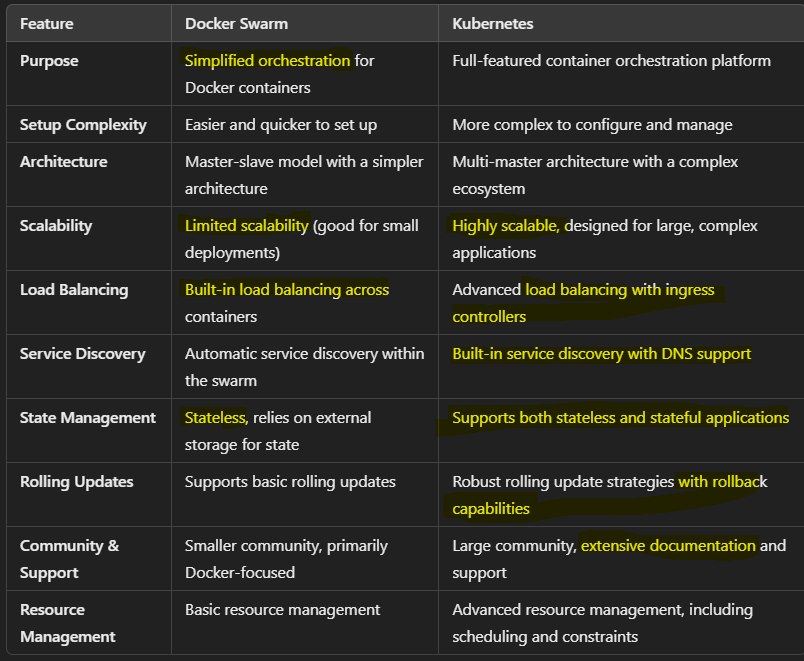 Feature Docker Swarm Kubernetes
Purpose Simplified orchestration for Full-featured container orchestration platform
Docker containers
Setup Complexity Easier and quicker to set up More complex to configure and manage
Architecture Master-slave model with a simpler Multi-master architecture with a complex
architecture ecosystem
Scalability Limited scalability (good for small Highly scalable, designed for large, complex
deployments) applications
Load Balancing Built-in load balancing across Advanced load balancing with ingress
containers controllers
Service Discovery Automatic service discovery within Built-in service discovery with DNS support
the swarm
State Management Stateless, relies on external Supports both stateless and stateful applications
storage for state
Rolling Updates Supports basic rolling updates Robust rolling update strategies with rollback
capabilities
Community & Smaller community, primarily Large community, extensive documentation and
Support Docker-focused support
Resource Basic resource management Advanced resource management, including
Management scheduling and constraints